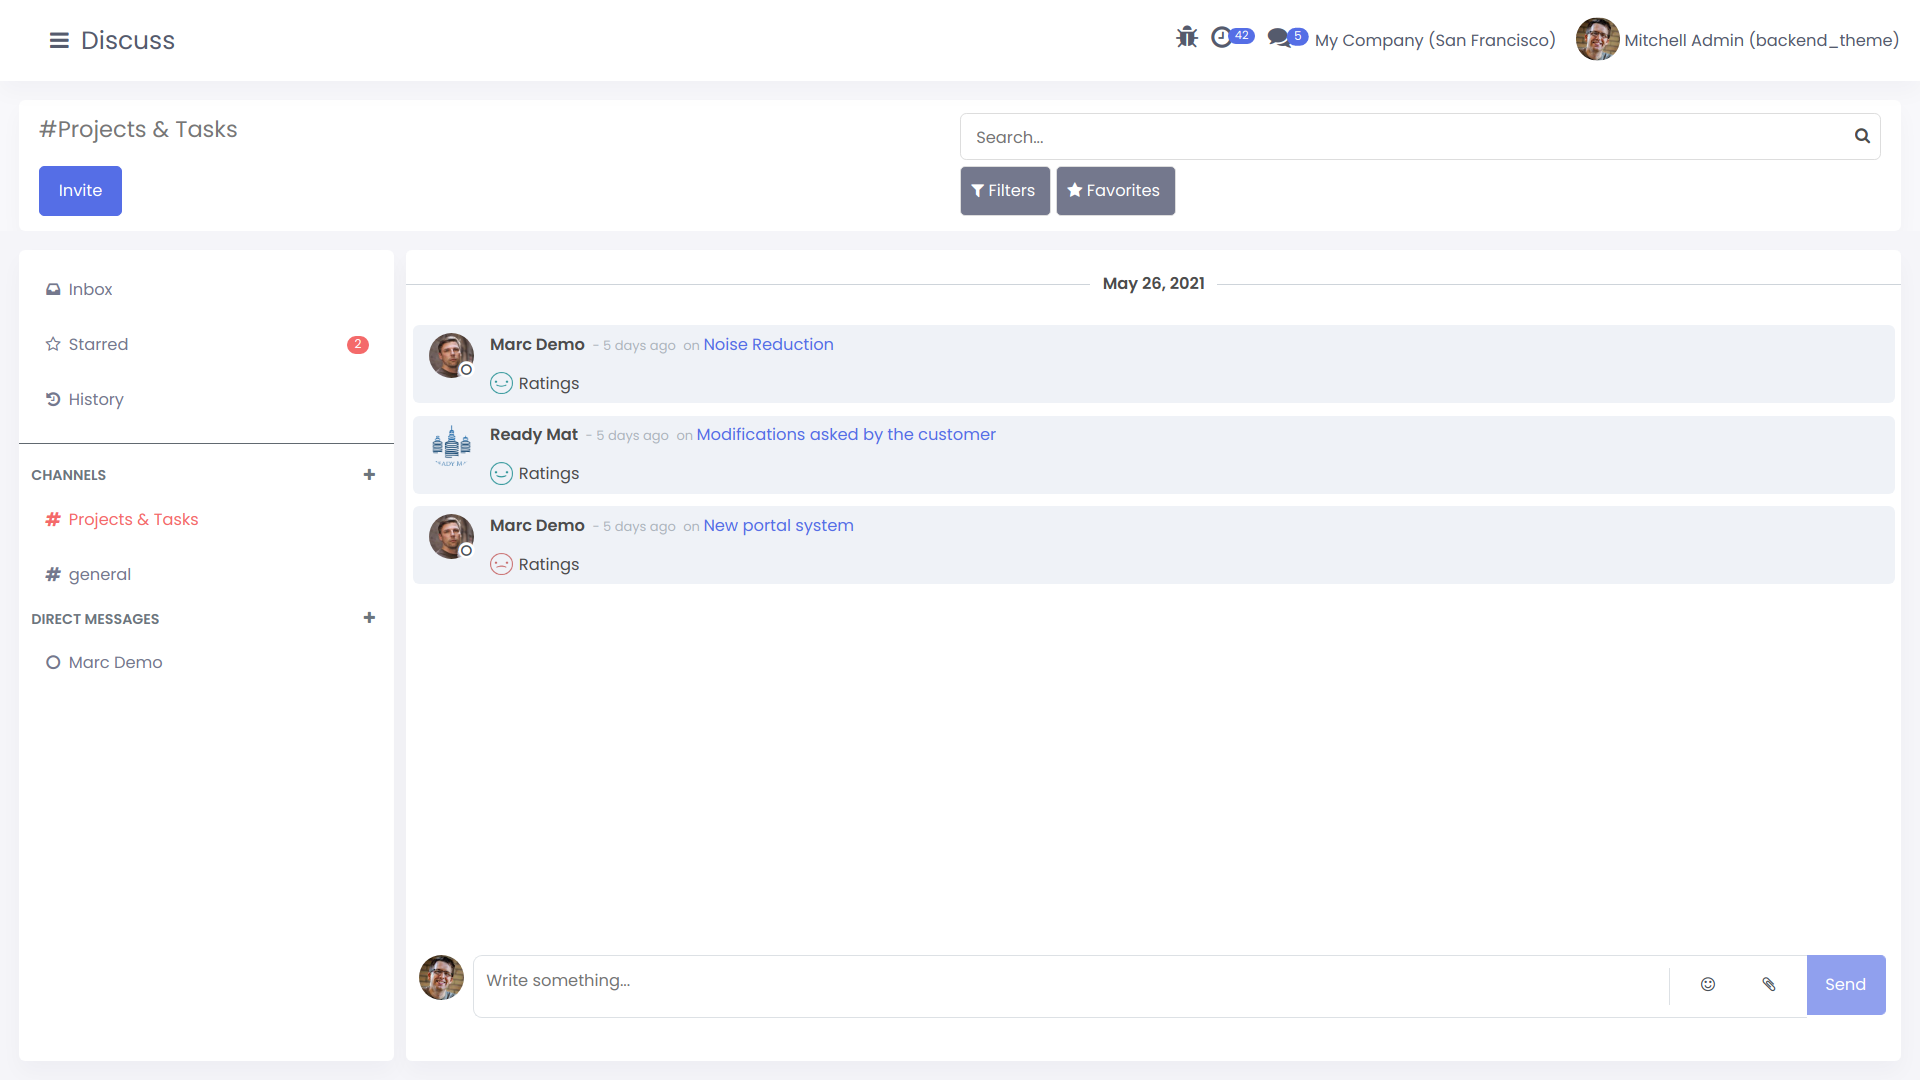 Discuss
42
5
My Company (San Francisco)
Mitchell Admin (backend_theme)
#Projects & Tasks
Search...
Invite
Filters
Favorites
Inbox
Starred
2
History
CHANNELS
+
# Projects & Tasks
# general
DIRECT MESSAGES
+
Marc Demo
May 26, 2021
Marc Demo - 5 days ago on Noise Reduction
Ratings
Ready Mat - 5 days ago on Modifications asked by the customer
Ratings
Marc Demo - 5 days ago on New portal system
Ratings
Write something...
Send